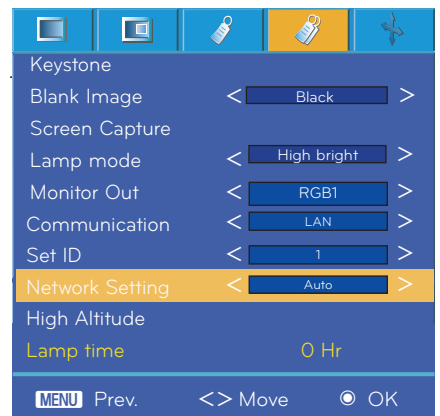 Keystone
Blank Image < Black >
Screen Capture
Lamp mode < High bright >
Monitor Out < RGB1 >
Communication < LAN >
Set ID < 1 >
Network Setting < Auto >
High Altitude
Lamp time 0 Hr
MENU Prev. <> Move ◉ OK